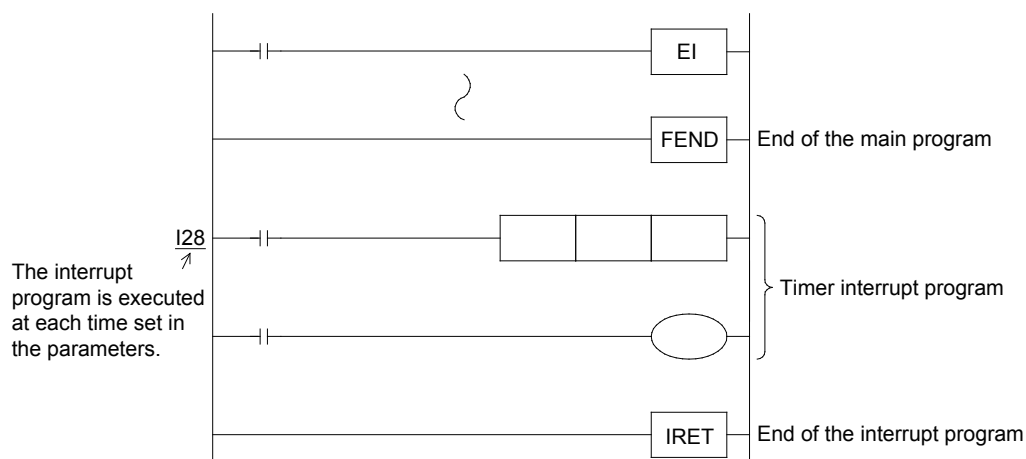 EI
FEND
End of the main program
I28
The interrupt
program is executed
at each time set in
the parameters.
Timer interrupt program
IRET
End of the interrupt program